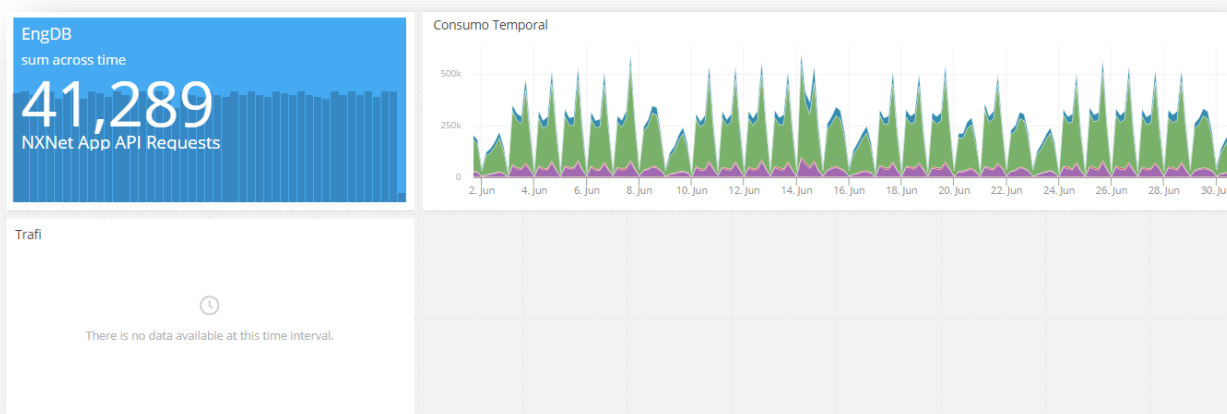 EngDB
sum across time
41,289
NXNet App API Requests
Consumo Temporal
500k
250k
0
2. Jun 4. Jun 6. Jun 8. Jun 10. Jun 12. Jun 14. Jun 16. Jun 18. Jun 20. Jun 22. Jun 24. Jun 26. Jun 28. Jun 30. Ju
Trafi
There is no data available at this time interval.